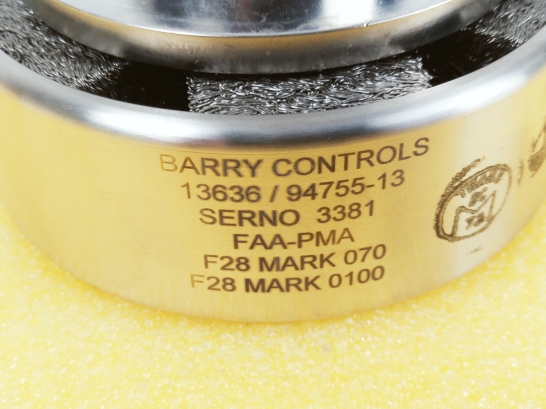 BARRY CONTROLS
13636 / 94755-13
SERNO 3381
FAA-PMA
F28 MARK 070
F28 MARK 0100